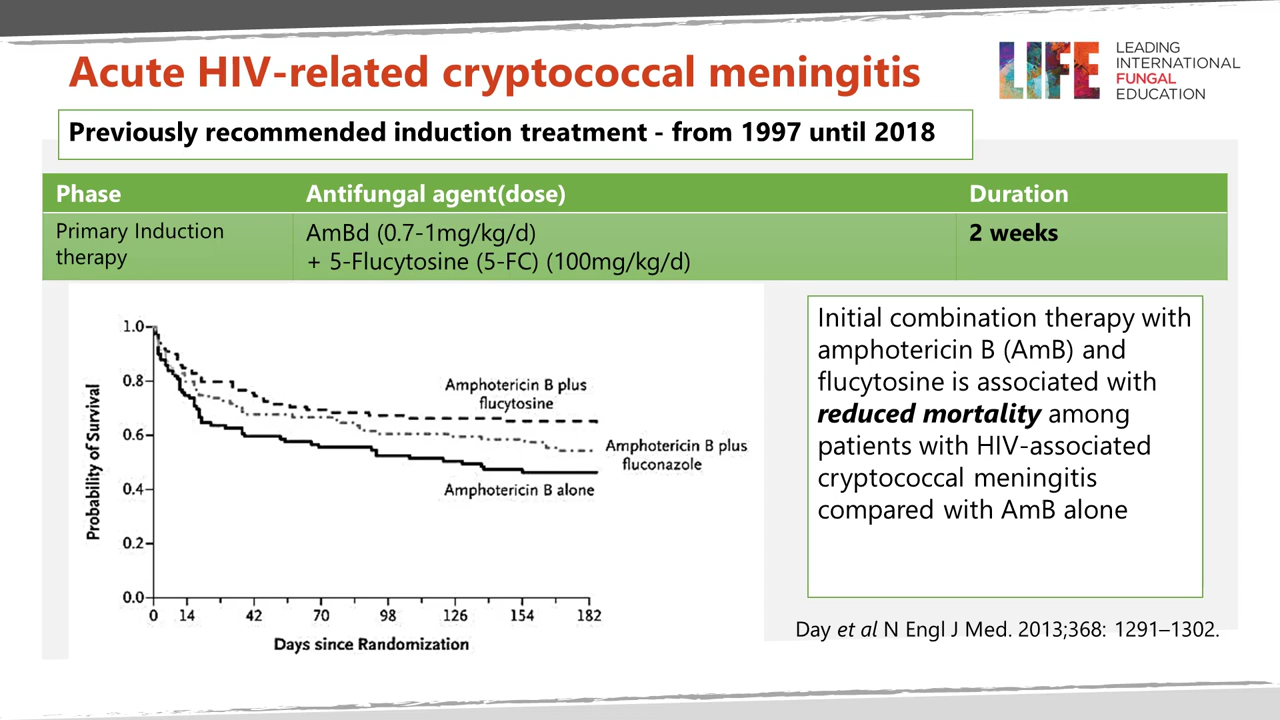 Acute HIV-related cryptococcal meningitis
LIFE
LEADING
INTERNATIONAL
FUNGAL
EDUCATION
Previously recommended induction treatment - from 1997 until 2018
Phase
Antifungal agent(dose)
Duration
Primary Induction
therapy
AmBd (0.7-1mg/kg/d)
+ 5-Flucytosine (5-FC) (100mg/kg/d)
2 weeks
Probability of Survival
1.0
0.8
0.6
0.4
0.2
0.0
Amphotericin B plus
flucytosine
Amphotericin B plus
fluconazole
Amphotericin B alone
0 14 42 70 98 126 154 182
Days since Randomization
Initial combination therapy with
amphotericin B (AmB) and
flucytosine is associated with
reduced mortality among
patients with HIV-associated
cryptococcal meningitis
compared with AmB alone
Day et al N Engl J Med. 2013;368: 1291–1302.